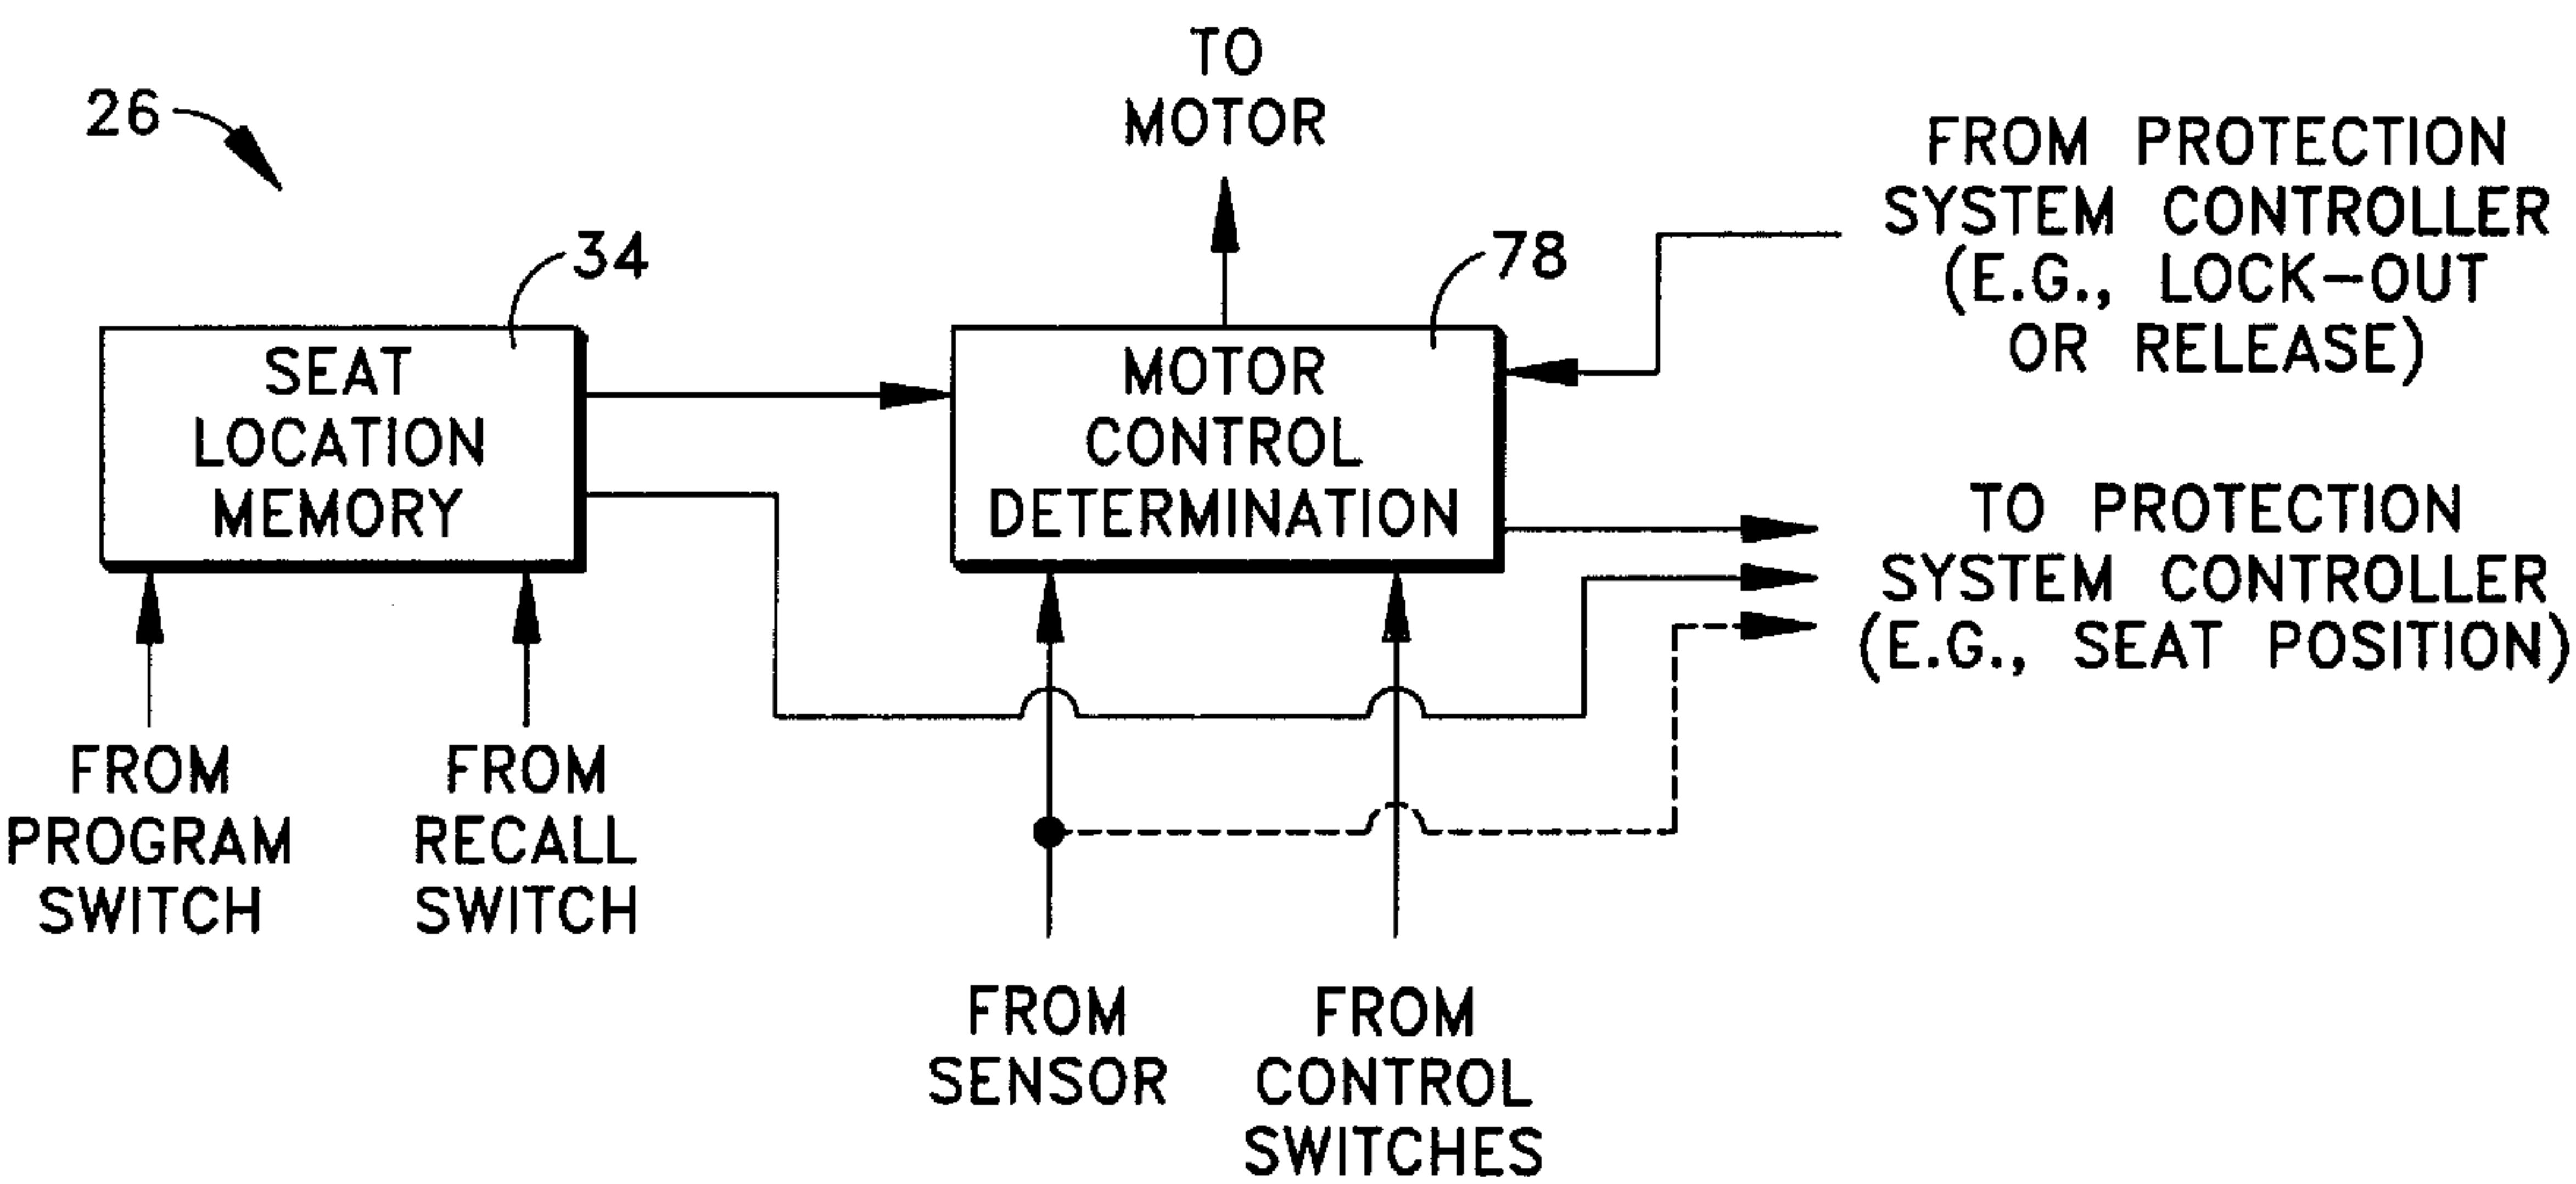 TO
MOTOR
26
FROM PROTECTION
SYSTEM CONTROLLER
(E.G., LOCK-OUT
OR RELEASE)
34
78
SEAT
LOCATION
MEMORY
MOTOR
CONTROL
DETERMINATION
TO PROTECTION
SYSTEM CONTROLLER
(E.G., SEAT POSITION)
FROM
PROGRAM
SWITCH
FROM
RECALL
SWITCH
FROM
SENSOR
FROM
CONTROL
SWITCHES